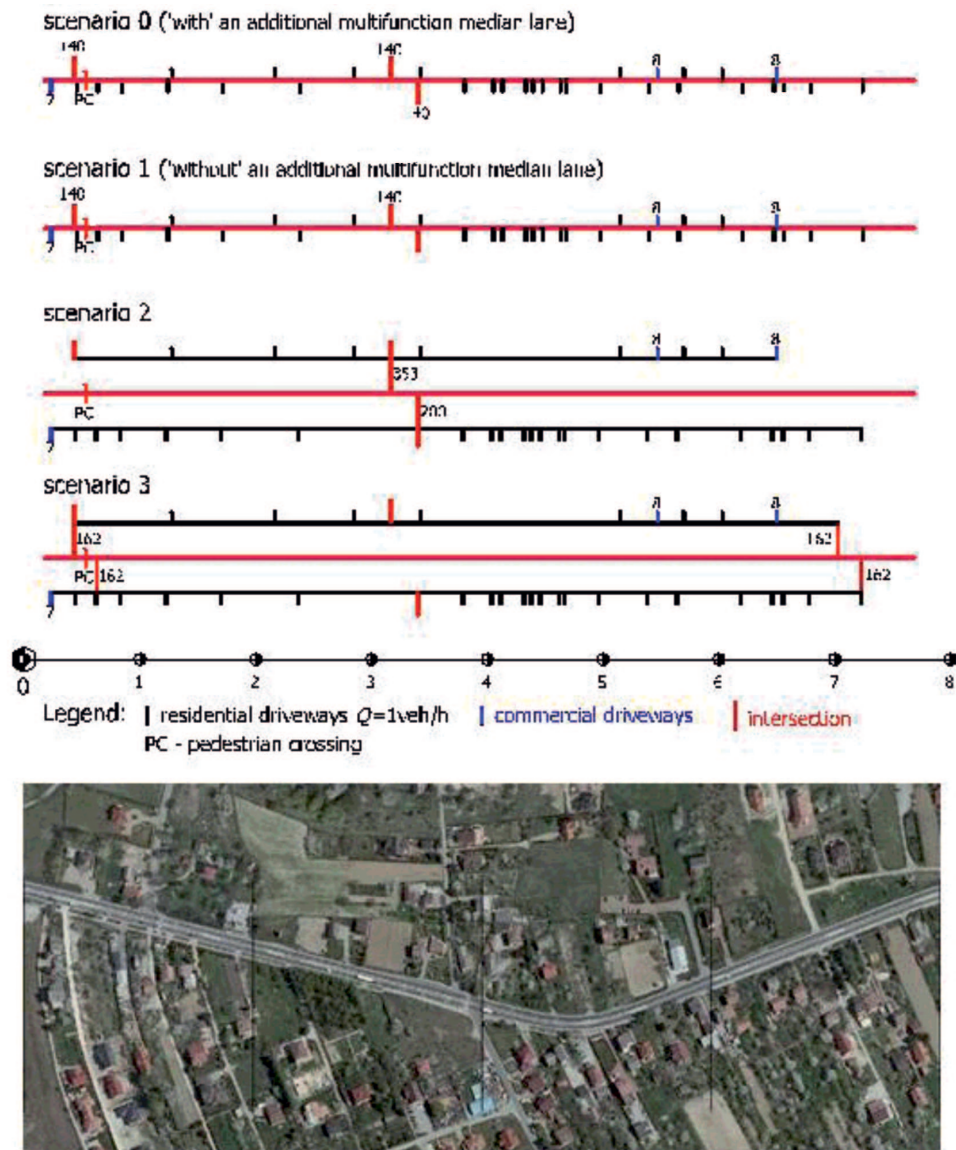 scenario 0 ('with' an additional multifunction median lane)
140 140 8 8
7 PC
40
scenario 1 ('without' an additional multifunction median lane)
140 140 8 8
7 PC
scenario 2
8 8
353
PC 200
7
scenario 3
8 8
162 162
PC 162 162
7
0 1 2 3 4 5 6 7 8
Legend: residential driveways Q=1veh/h commercial driveways intersection
PC - pedestrian crossing